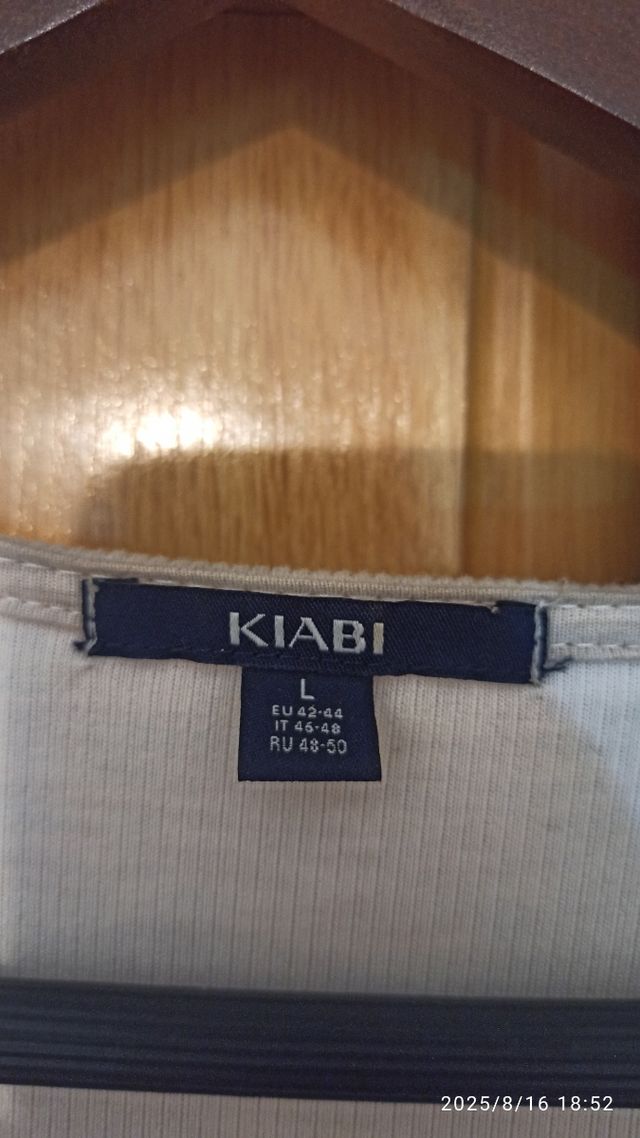 KIABI
L
EU 42-44
IT 46-48
RU 48-50
2025/8/16 18:52